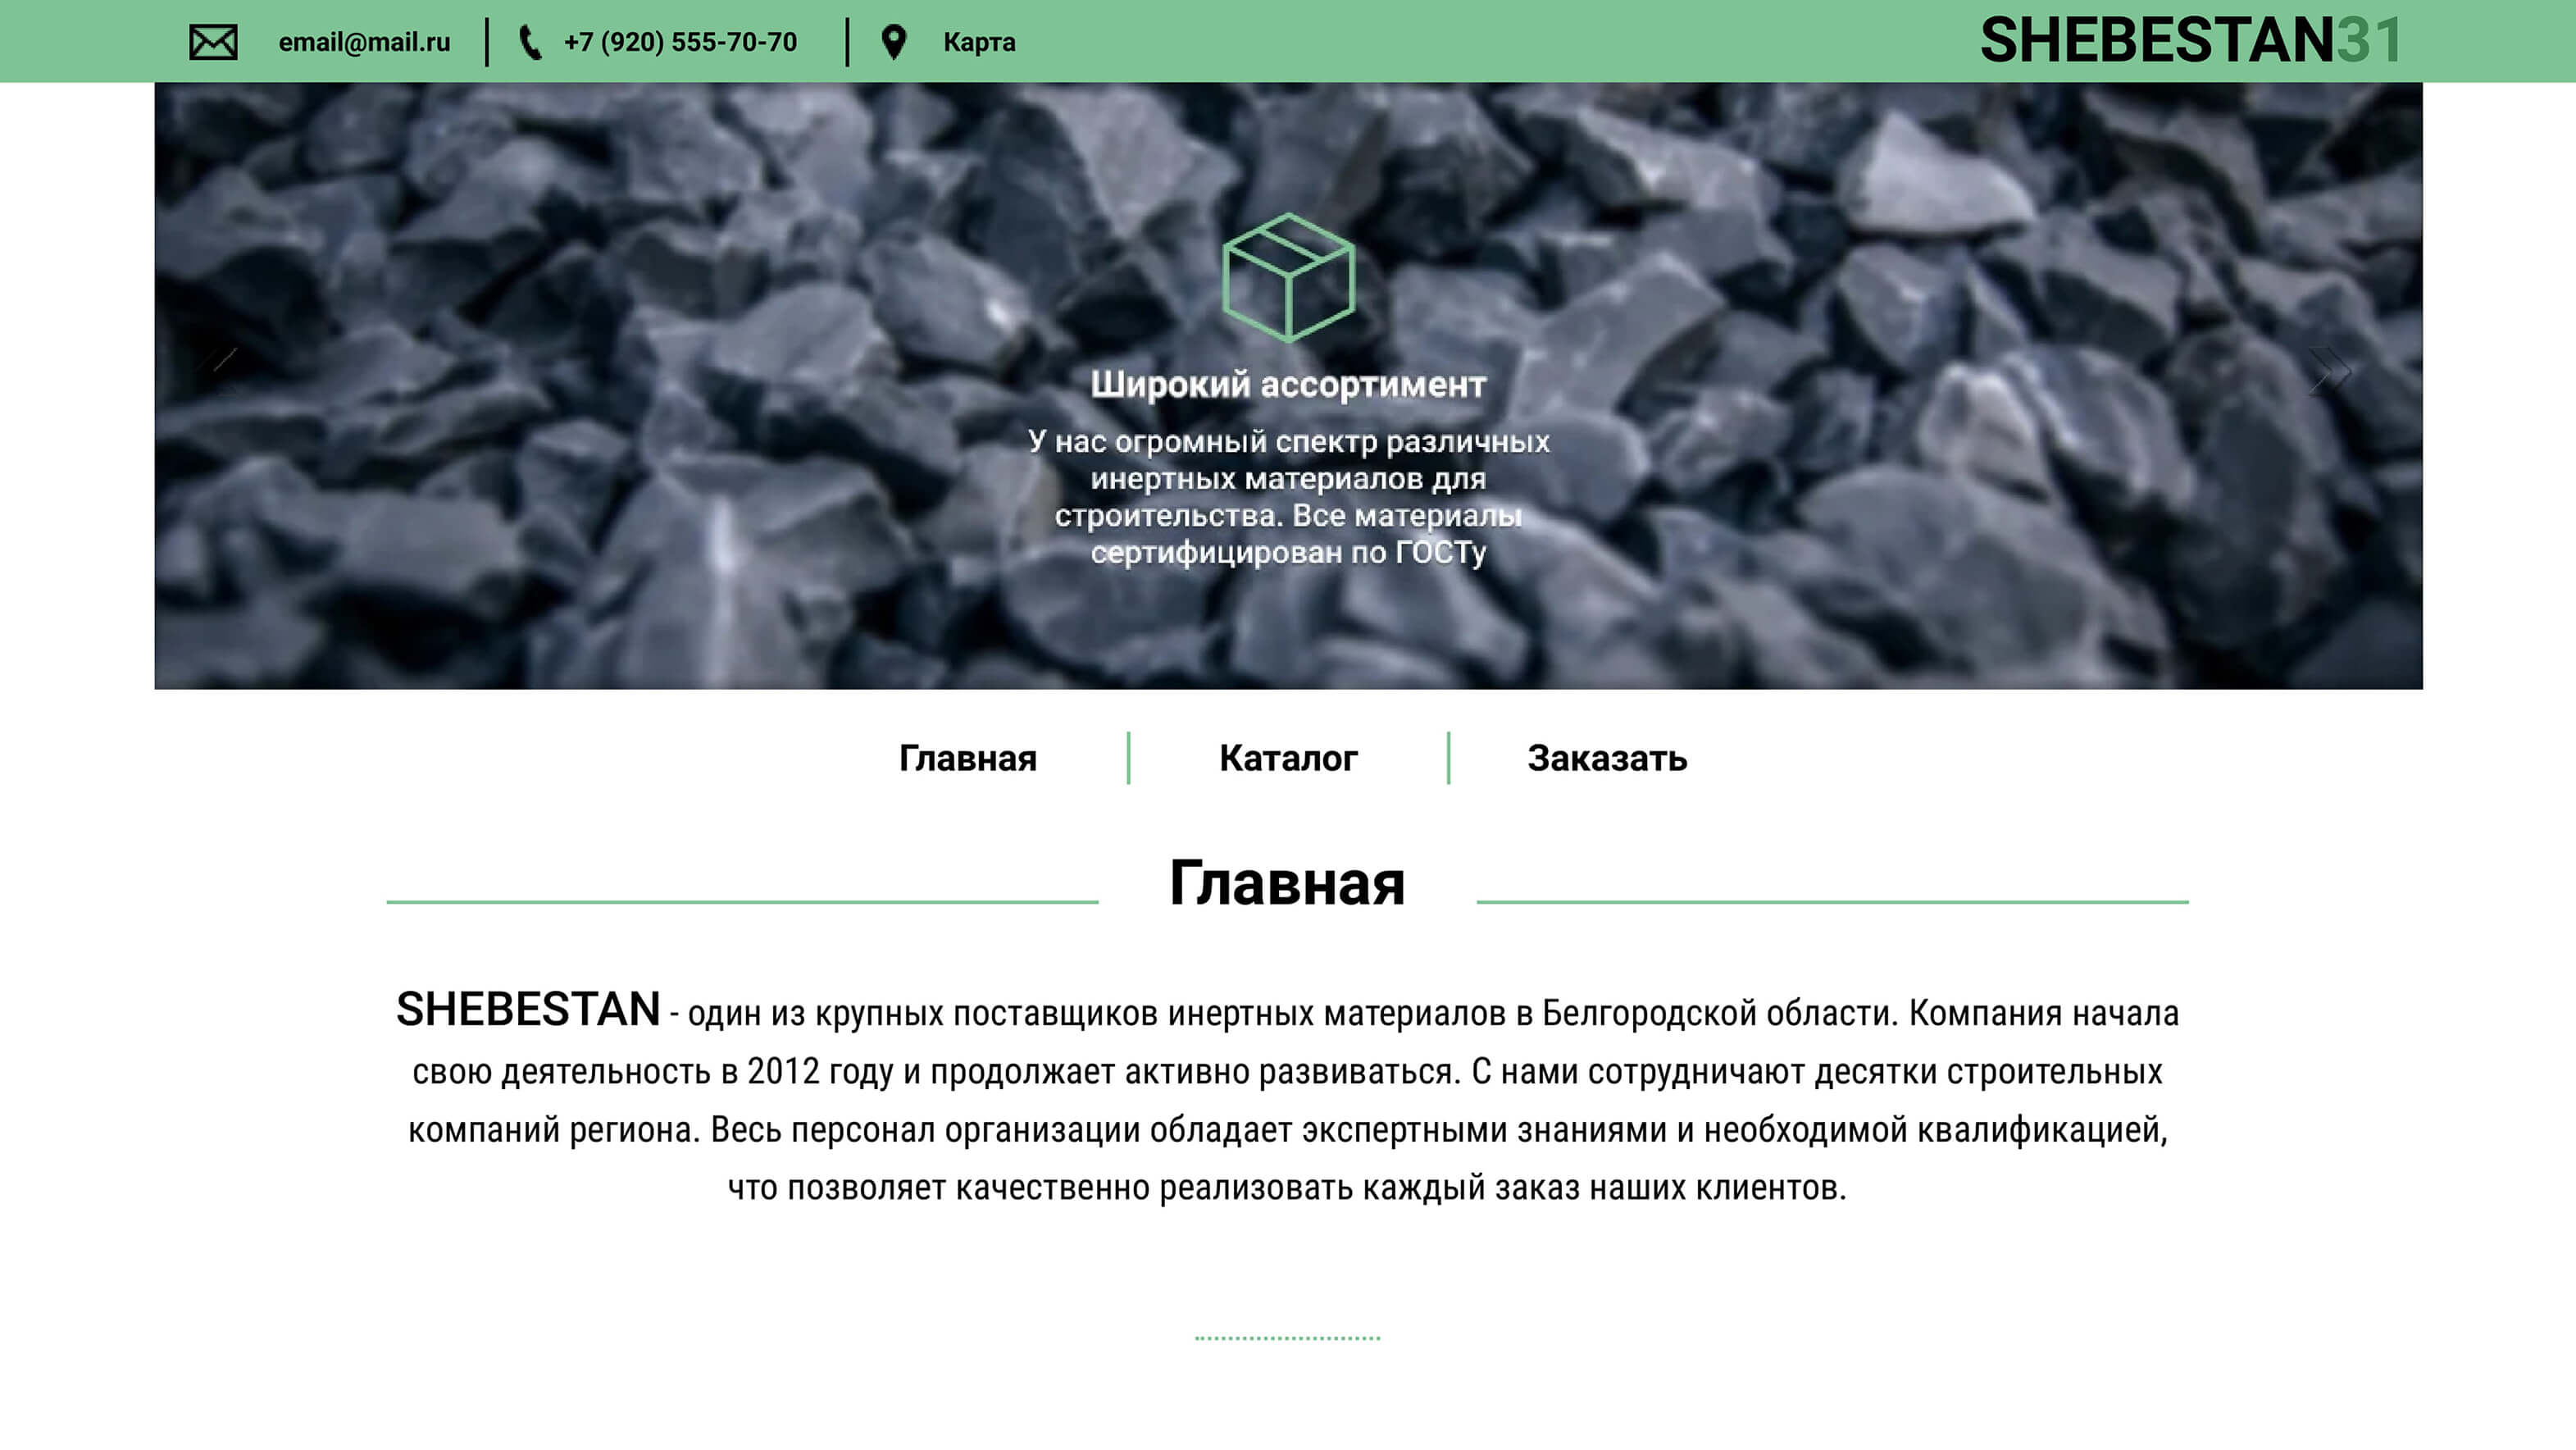 email@mail.ru
+7 (920) 555-70-70
Карта
SHEBESTAN31
Широкий ассортимент
У нас огромный спектр различных
инертных материалов для
строительства. Все материалы
сертифицирован по ГОСТу
Главная
Каталог
Заказать
Главная
SHEBESTAN - один из крупных поставщиков инертных материалов в Белгородской области. Компания начала
свою деятельность в 2012 году и продолжает активно развиваться. С нами сотрудничают десятки строительных
компаний региона. Весь персонал организации обладает экспертными знаниями и необходимой квалификацией,
что позволяет качественно реализовать каждый заказ наших клиентов.